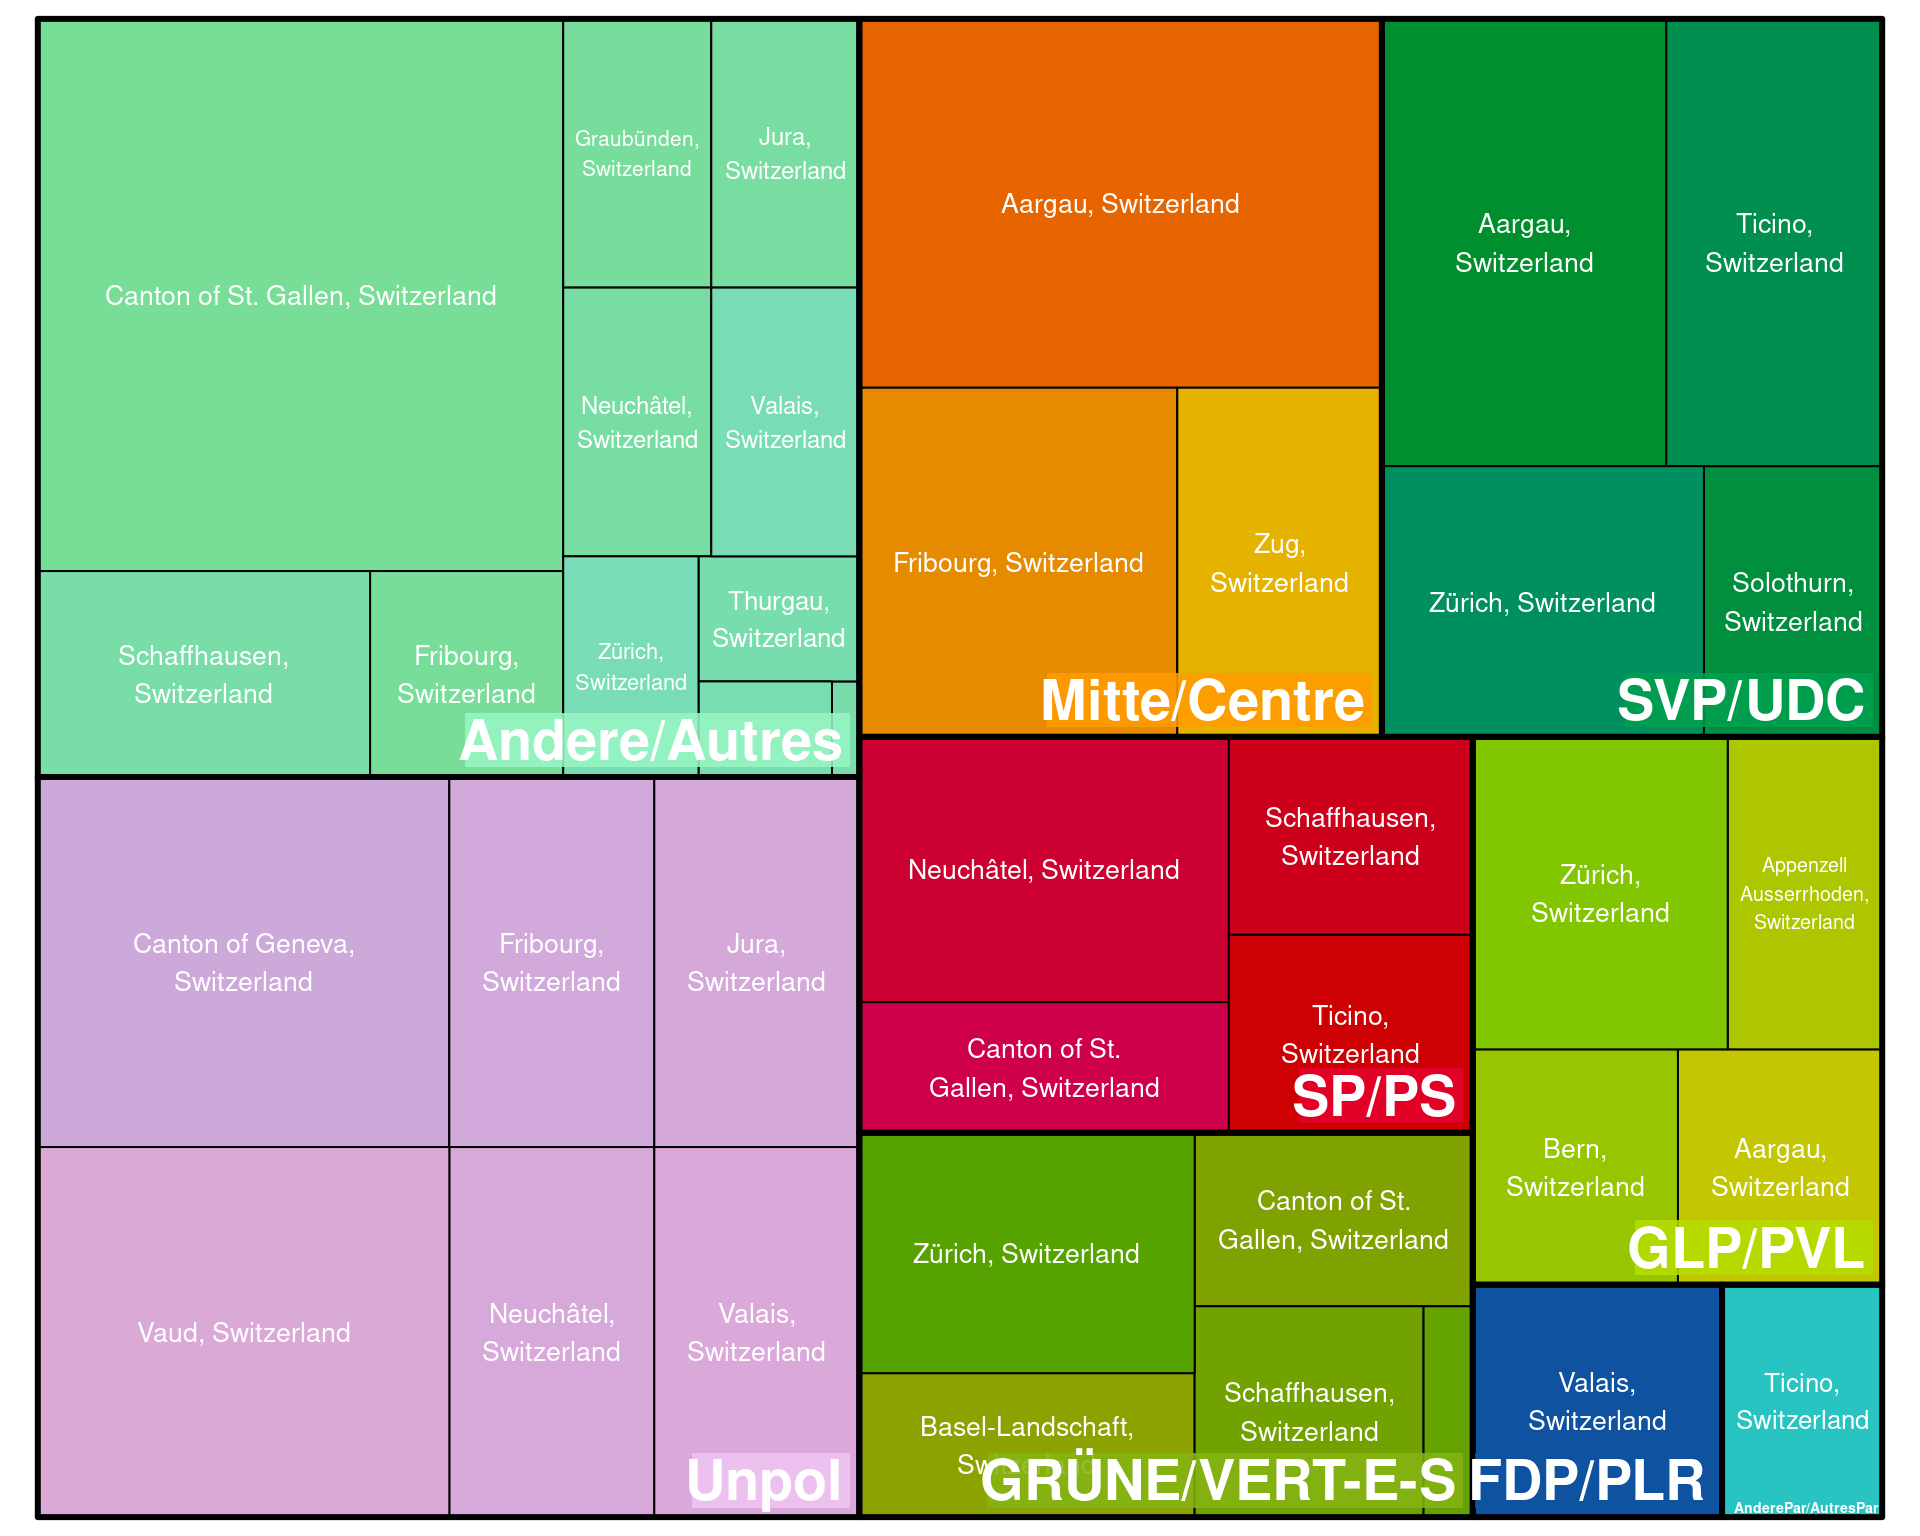 Canton of St. Gallen, Switzerland
Graubünden,
Switzerland
Jura,
Switzerland
Neuchâtel,
Switzerland
Valais,
Switzerland
Schaffhausen,
Switzerland
Fribourg,
Switzerland
Zürich,
Switzerland
Thurgau,
Switzerland
Andere/Autres
Canton of Geneva,
Switzerland
Fribourg,
Switzerland
Jura,
Switzerland
Vaud, Switzerland
Neuchâtel,
Switzerland
Valais,
Switzerland
Unpol
Aargau, Switzerland
Fribourg, Switzerland
Zug,
Switzerland
Mitte/Centre
Aargau,
Switzerland
Ticino,
Switzerland
Zürich, Switzerland
Solothurn,
Switzerland
SVP/UDC
Neuchâtel, Switzerland
Schaffhausen,
Switzerland
Canton of St.
Gallen, Switzerland
Ticino,
Switzerland
SP/PS
Zürich,
Switzerland
Appenzell
Ausserrhoden,
Switzerland
Bern,
Switzerland
Aargau,
Switzerland
GLP/PVL
Zürich, Switzerland
Canton of St.
Gallen, Switzerland
Basel-Landschaft,
Switzerland
Schaffhausen,
Switzerland
GRÜNE/VERT-E-S
Valais,
Switzerland
FDP/PLR
Ticino,
Switzerland
AnderePar/AutresPar